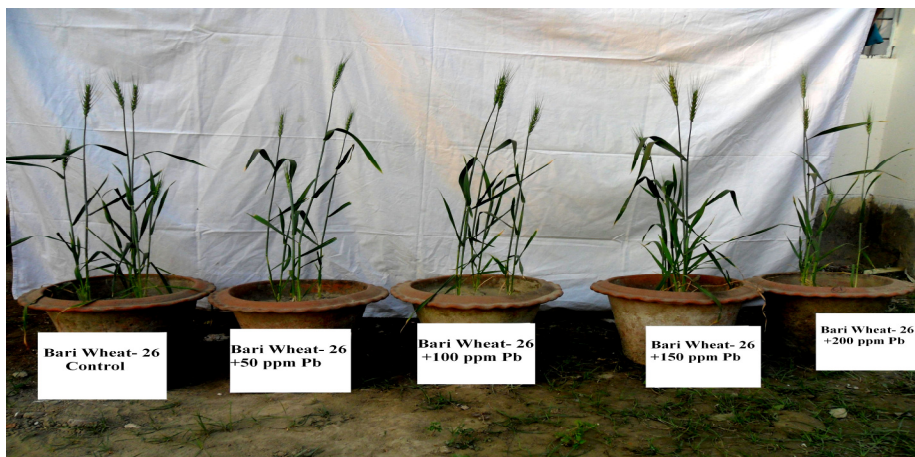 Bari Wheat- 26
Control
Bari Wheat- 26
+50 ppm Pb
Bari Wheat- 26
+100 ppm Pb
Bari Wheat- 26
+150 ppm Pb
Bari Wheat- 26
+200 ppm Pb